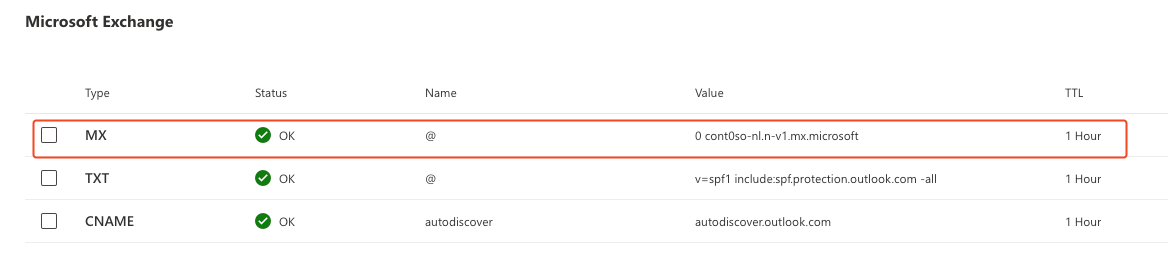 Microsoft Exchange
Type Status Name Value TTL
MX OK @ 0 cont0so-nl.n-v1.mx.microsoft 1 Hour
TXT OK @ v=spf1 include:spf.protection.outlook.com -all 1 Hour
CNAME OK autodiscover autodiscover.outlook.com 1 Hour